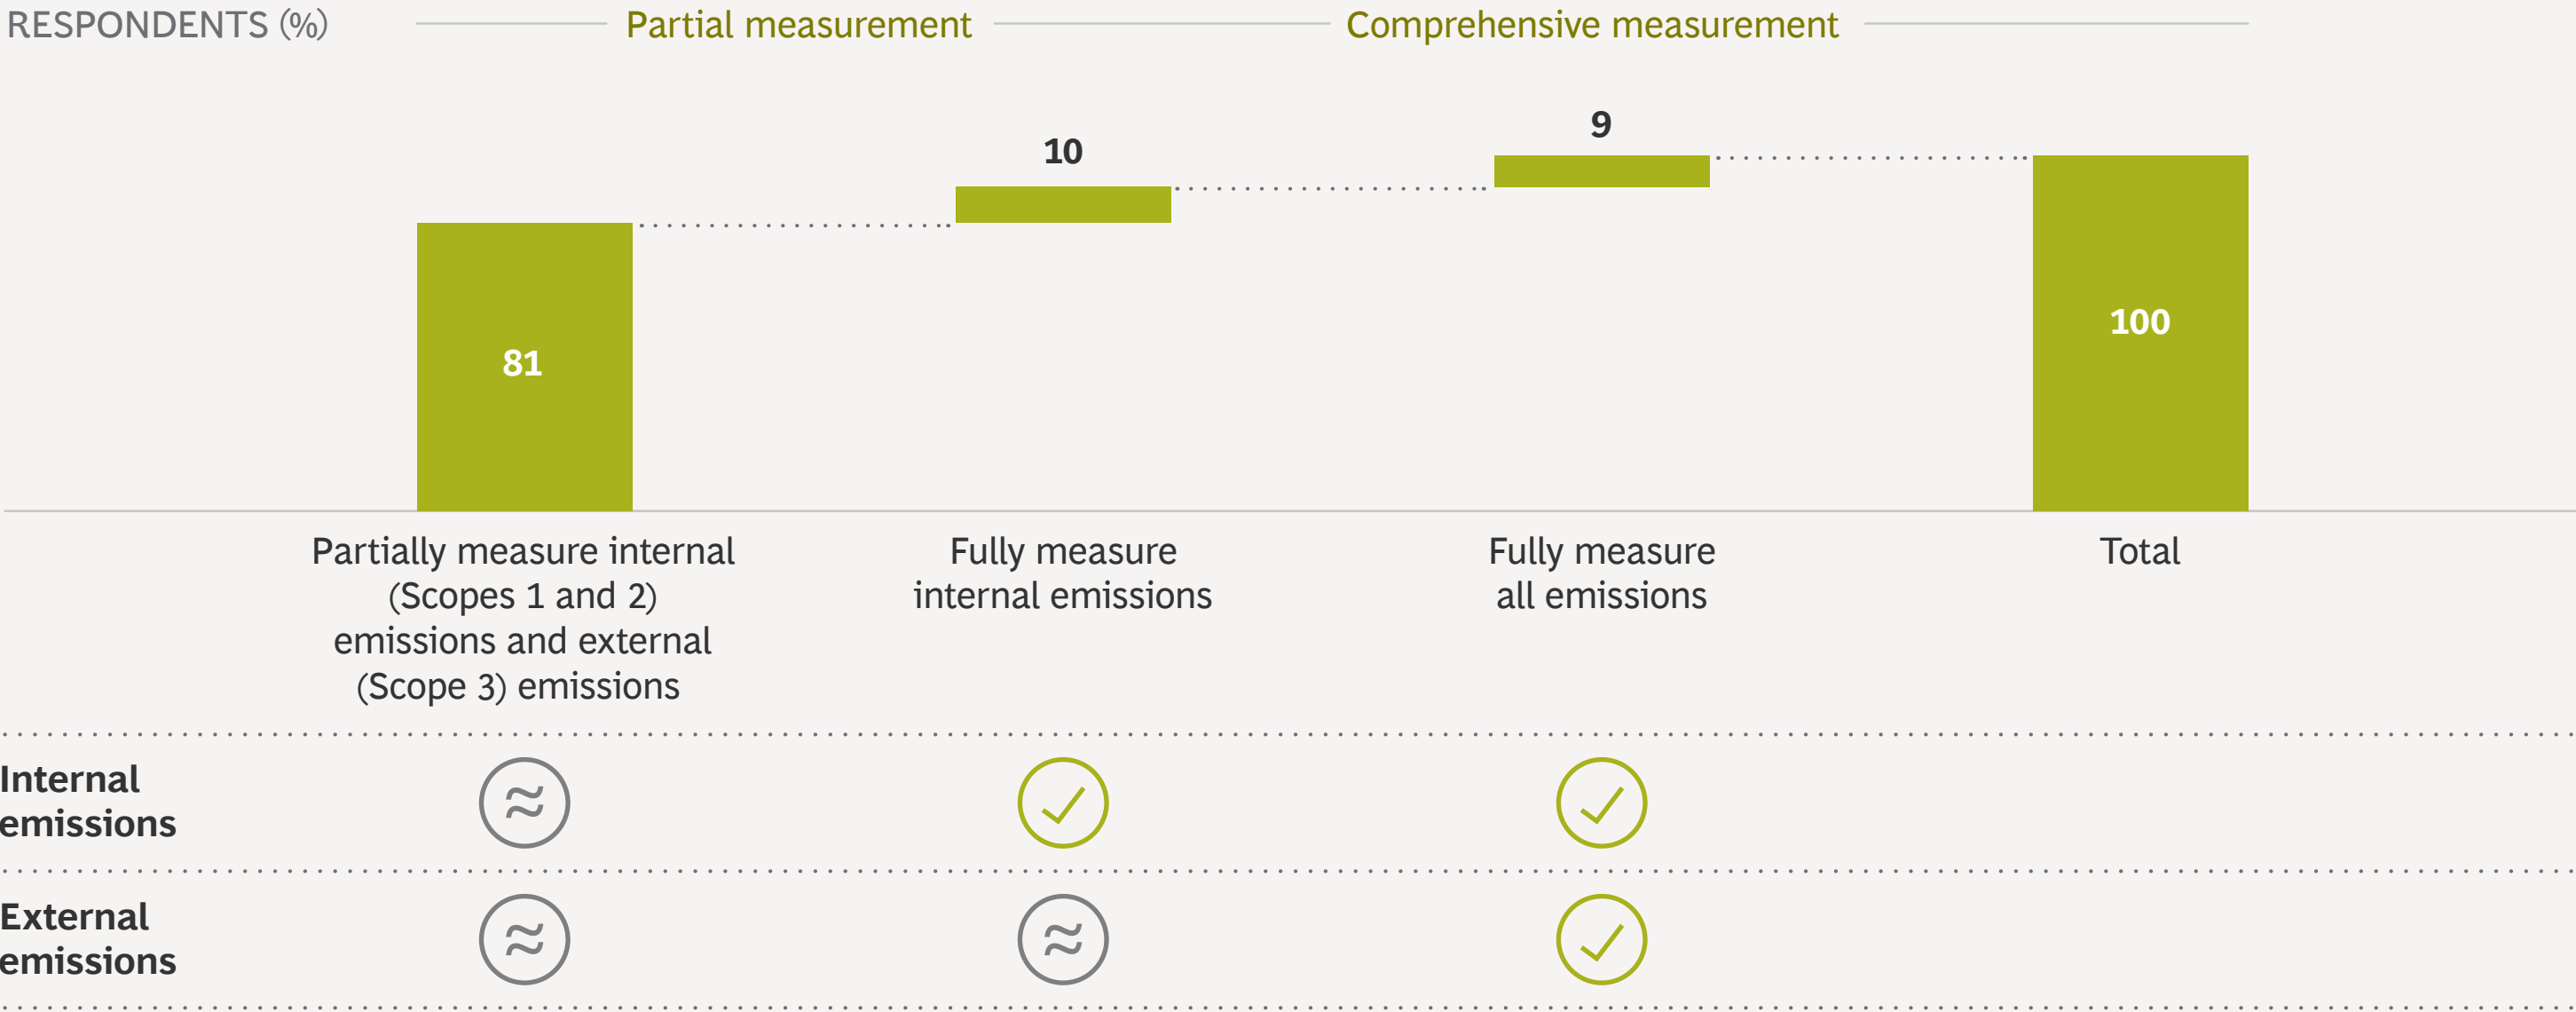 RESPONDENTS (%)
Partial measurement
Comprehensive measurement
81
10
9
100
Partially measure internal
(Scopes 1 and 2)
emissions and external
(Scope 3) emissions
Fully measure
internal emissions
Fully measure
all emissions
Total
Internal
emissions
External
emissions